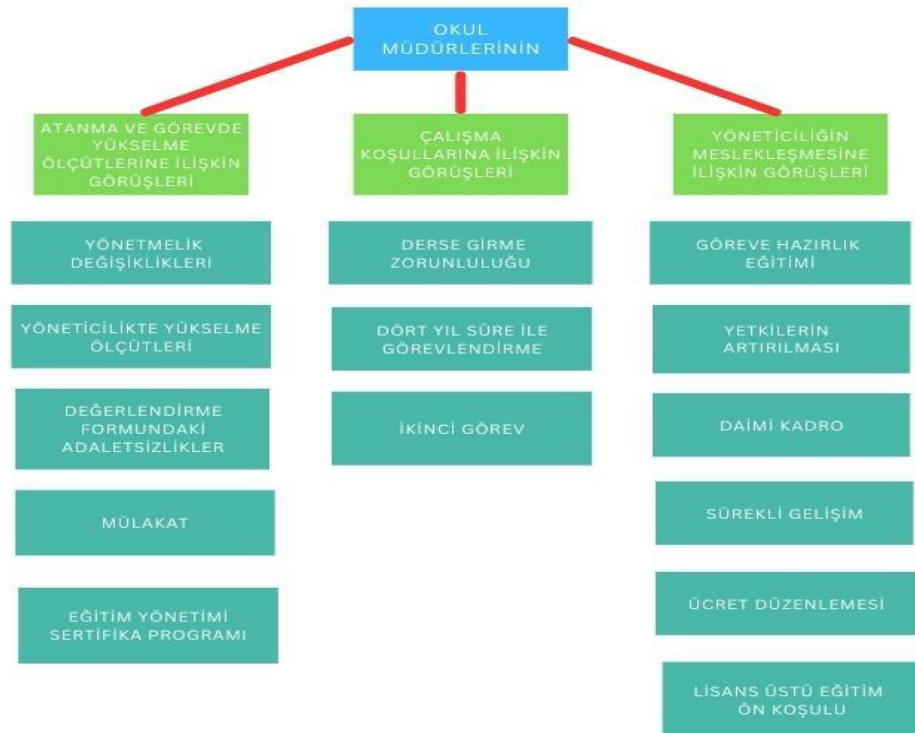 OKUL
MÜDÜRLERİNİN
ATANMA VE GÖREVDE
YÜKSELME
ÖLÇÜTLERİNE İLİŞKİN
GÖRÜŞLERİ
YÖNETMELİK
DEĞİŞİKLİKLERİ
YÖNETİCİLİKTE YÜKSELME
ÖLÇÜTLERİ
DEĞERLENDİRME
FORMUNDAKİ
ADALETSİZLİKLER
MÜLAKAT
EĞİTİM YÖNETİMİ
SERTİFİKA PROGRAMI
ÇALIŞMA
KOŞULLARINA İLİŞKİN
GÖRÜŞLERİ
DERSE GİRME
ZORUNLULUĞU
DÖRT YIL SÜRE İLE
GÖREVLENDİRME
İKİNCİ GÖREV
YÖNETİCİLİĞİN
MESLEKLEŞMESİNE
İLİŞKİN GÖRÜŞLERİ
GÖREVE HAZIRLIK
EĞİTİMİ
YETKİLERİN
ARTIRILMASI
DAİMİ KADRO
SÜREKLİ GELİŞİM
ÜCRET DÜZENLEMESİ
LİSANS ÜSTÜ EĞİTİM
ÖN KOŞULU